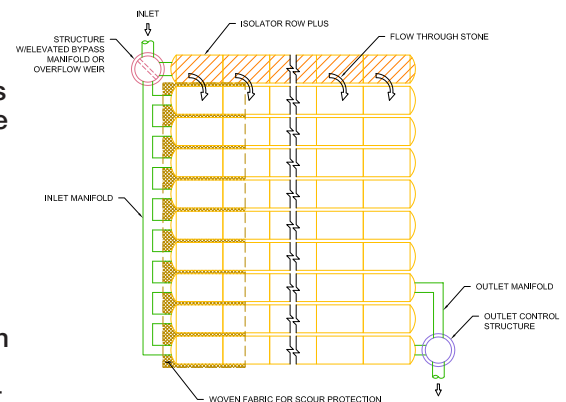 INLET
ISOLATOR ROW PLUS
STRUCTURE
W/ELEVATED BYPASS
MANIFOLD OR
OVERFLOW WEIR
FLOW THROUGH STONE
s
e
INLET MANIFOLD
OUTLET MANIFOLD
OUTLET CONTROL
STRUCTURE
n
WOVEN FABRIC FOR SCOUR PROTECTION